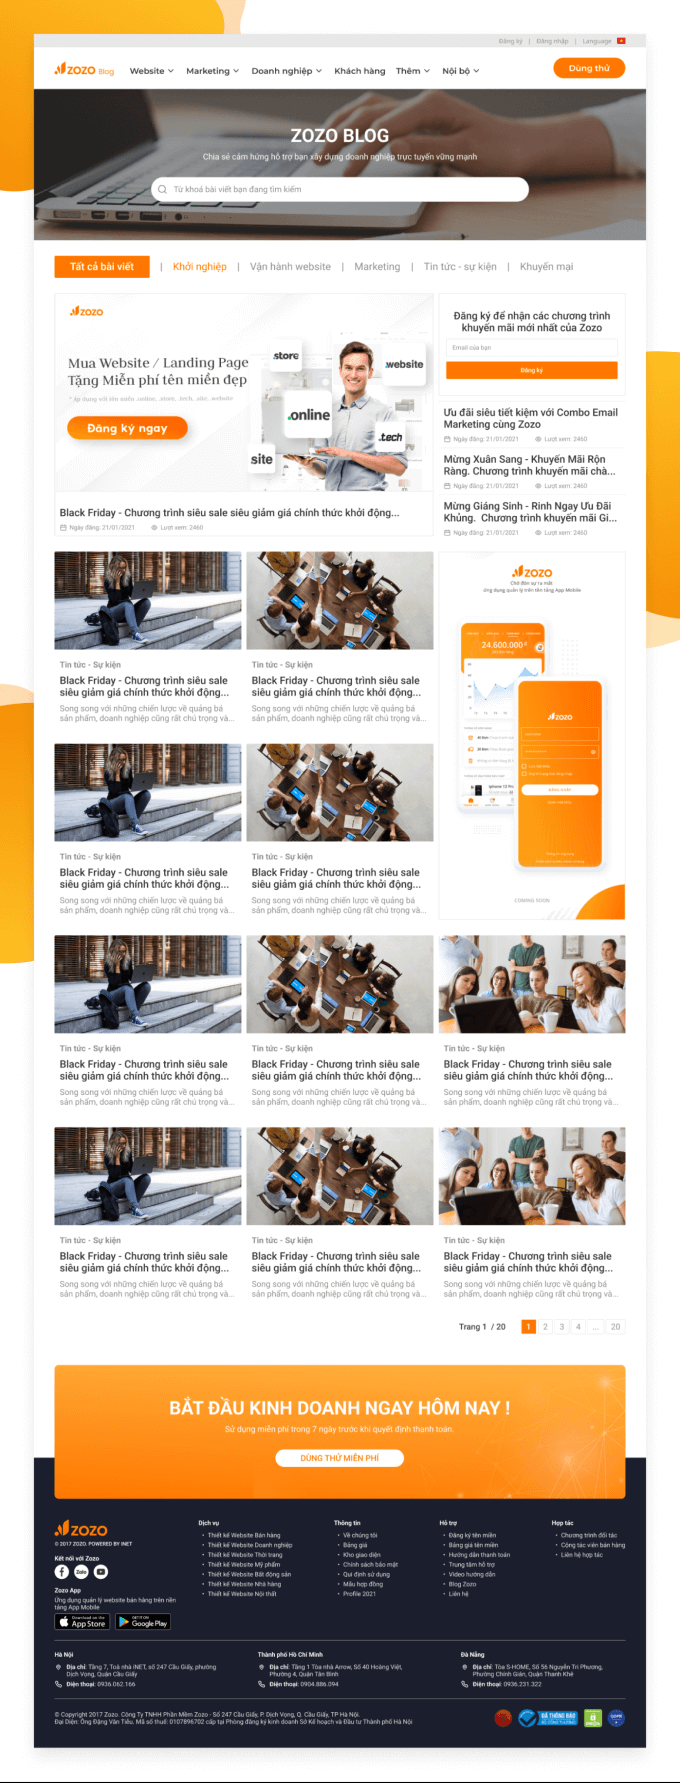 Đăng ký | Đăng nhập | Language
ZOZO Blog
Website Marketing Doanh nghiệp Khách hàng Thêm Nội bộ
Dùng thử
ZOZO BLOG
Chia sẻ cảm hứng hỗ trợ bạn xây dựng doanh nghiệp trực tuyến vững mạnh
Từ khoá bài viết bạn đang tìm kiếm
Tất cả bài viết | Khởi nghiệp | Vận hành website | Marketing | Tin tức - sự kiện | Khuyến mại
ZOZO
Mua Website / Landing Page
Tặng Miễn phí tên miền đẹp
* áp dụng với tên miền .online, .store, .tech, .site, .website
Đăng ký ngay
.store
.website
.online
.tech
site
Black Friday - Chương trình siêu sale siêu giảm giá chính thức khởi động...
Ngày đăng: 21/01/2021 Lượt xem: 2460
Đăng ký để nhận các chương trình
khuyến mãi mới nhất của Zozo
Email của bạn
Đăng ký
Ưu đãi siêu tiết kiệm với Combo Email
Marketing cùng Zozo
Ngày đăng: 21/01/2021 Lượt xem: 2460
Mừng Xuân Sang - Khuyến Mãi Rộn
Ràng. Chương trình khuyến mãi chà...
Ngày đăng: 21/01/2021 Lượt xem: 2460
Mừng Giáng Sinh - Rinh Ngay Ưu Đãi
Khủng. Chương trình khuyến mãi Gi...
Ngày đăng: 21/01/2021 Lượt xem: 2460
Tin tức - Sự kiện
Black Friday - Chương trình siêu sale
siêu giảm giá chính thức khởi động...
Song song với những chiến lược về quảng bá
sản phẩm, doanh nghiệp cũng rất chú trọng và...
Tin tức - Sự kiện
Black Friday - Chương trình siêu sale
siêu giảm giá chính thức khởi động...
Song song với những chiến lược về quảng bá
sản phẩm, doanh nghiệp cũng rất chú trọng và...
ZOZO
Chờ đón sự ra mắt
ứng dụng quản lý trên nền tảng App Mobile
24.600.000đ
ZOZO
COMING SOON
Tin tức - Sự kiện
Black Friday - Chương trình siêu sale
siêu giảm giá chính thức khởi động...
Song song với những chiến lược về quảng bá
sản phẩm, doanh nghiệp cũng rất chú trọng và...
Tin tức - Sự kiện
Black Friday - Chương trình siêu sale
siêu giảm giá chính thức khởi động...
Song song với những chiến lược về quảng bá
sản phẩm, doanh nghiệp cũng rất chú trọng và...
Tin tức - Sự kiện
Black Friday - Chương trình siêu sale
siêu giảm giá chính thức khởi động...
Song song với những chiến lược về quảng bá
sản phẩm, doanh nghiệp cũng rất chú trọng và...
Tin tức - Sự kiện
Black Friday - Chương trình siêu sale
siêu giảm giá chính thức khởi động...
Song song với những chiến lược về quảng bá
sản phẩm, doanh nghiệp cũng rất chú trọng và...
Tin tức - Sự kiện
Black Friday - Chương trình siêu sale
siêu giảm giá chính thức khởi động...
Song song với những chiến lược về quảng bá
sản phẩm, doanh nghiệp cũng rất chú trọng và...
Tin tức - Sự kiện
Black Friday - Chương trình siêu sale
siêu giảm giá chính thức khởi động...
Song song với những chiến lược về quảng bá
sản phẩm, doanh nghiệp cũng rất chú trọng và...
Tin tức - Sự kiện
Black Friday - Chương trình siêu sale
siêu giảm giá chính thức khởi động...
Song song với những chiến lược về quảng bá
sản phẩm, doanh nghiệp cũng rất chú trọng và...
Tin tức - Sự kiện
Black Friday - Chương trình siêu sale
siêu giảm giá chính thức khởi động...
Song song với những chiến lược về quảng bá
sản phẩm, doanh nghiệp cũng rất chú trọng và...
Trang 1 / 20 1 2 3 4 ... 20
BẮT ĐẦU KINH DOANH NGAY HÔM NAY !
Sử dụng miễn phí trong 7 ngày trước khi quyết định thanh toán.
DÙNG THỬ MIỄN PHÍ
ZOZO
© 2017 ZOZO. POWERED BY INET
Kết nối với Zozo
Zalo
Zozo App
Ứng dụng quản lý website bán hàng trên nền
tảng App Mobile
Download on the App Store
GET IT ON Google Play
Dịch vụ
• Thiết kế Website Bán hàng
• Thiết kế Website Doanh nghiệp
• Thiết kế Website Thời trang
• Thiết kế Website Mỹ phẩm
• Thiết kế Website Bất động sản
• Thiết kế Website Nhà hàng
• Thiết kế Website Nội thất
Thông tin
• Về chúng tôi
• Bảng giá
• Kho giao diện
• Chính sách bảo mật
• Qui định sử dụng
• Mẫu hợp đồng
• Profile 2021
Hỗ trợ
• Đăng ký tên miền
• Bảng giá tên miền
• Hướng dẫn thanh toán
• Trung tâm hỗ trợ
• Video hướng dẫn
• Blog Zozo
• Liên hệ
Hợp tác
• Chương trình đối tác
• Cộng tác viên bán hàng
• Liên hệ hợp tác
Hà Nội
Địa chỉ: Tầng 7, Toà nhà iNET, số 247 Cầu Giấy, phường
Dịch Vọng, Quận Cầu Giấy
Điện thoại: 0936.062.166
Thành phố Hồ Chí Minh
Địa chỉ: Tầng 1 Tòa nhà Arrow, Số 40 Hoàng Việt,
Phường 4, Quận Tân Bình
Điện thoại: 0904.886.094
Đà Nẵng
Địa chỉ: Tòa S-HOME, Số 56 Nguyễn Tri Phương,
Phường Chính Gián, Quận Thanh Khê
Điện thoại: 0936.231.322
© Copyright 2017 Zozo. Công Ty TNHH Phần Mềm Zozo - Số 247 Cầu Giấy, P. Dịch Vọng, Q. Cầu Giấy, TP Hà Nội.
Đại Diện: Ông Đặng Văn Tiểu. Mã số thuế: 0107896702 cấp tại Phòng đăng ký kinh doanh Sở Kế hoạch và Đầu tư Thành phố Hà Nội
ĐÃ THÔNG BÁO
BỘ CÔNG THƯƠNG
GDPR